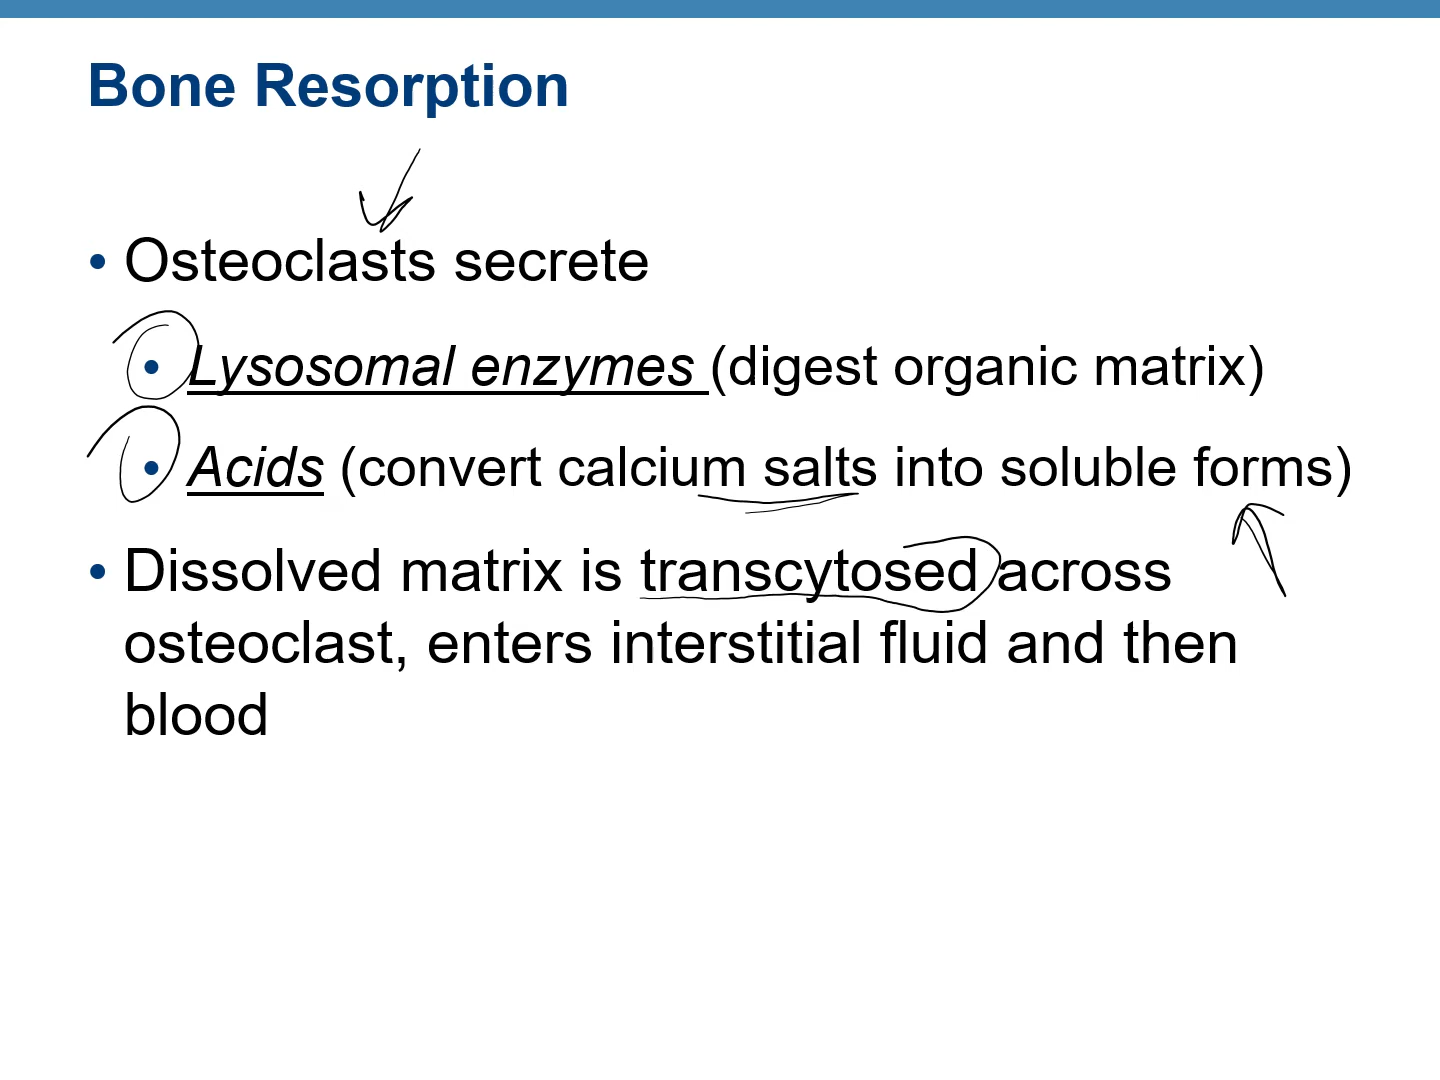 Bone Resorption
• Osteoclasts secrete
• Lysosomal enzymes (digest organic matrix)
• Acids (convert calcium salts into soluble forms)
• Dissolved matrix is transcytosed across
osteoclast, enters interstitial fluid and then
blood